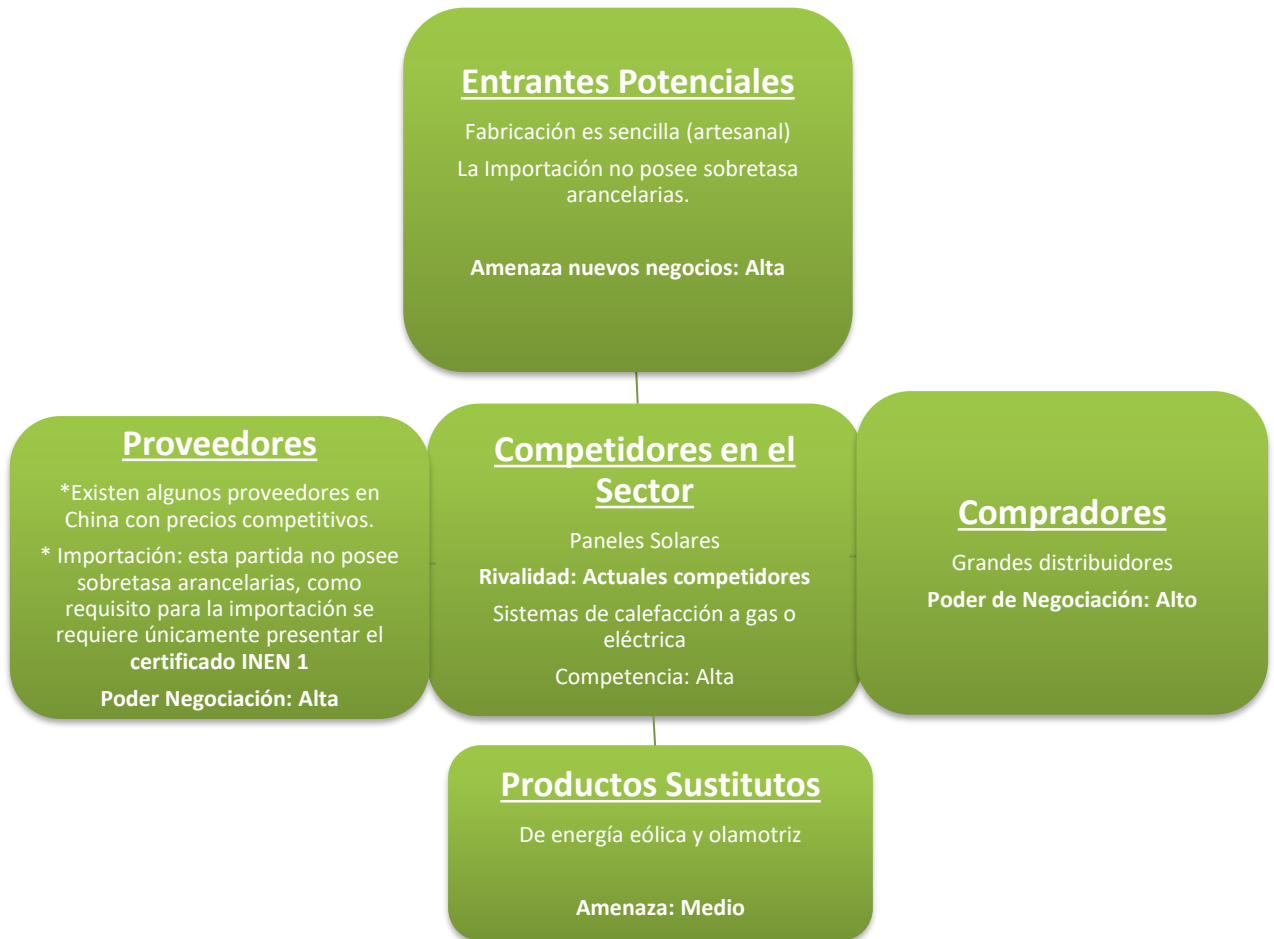 Entrantes Potenciales
Fabricación es sencilla (artesanal)
La Importación no posee sobretasa
arancelarias.
Amenaza nuevos negocios: Alta
Proveedores
*Existen algunos proveedores en
China con precios competitivos.
* Importación: esta partida no posee
sobretasa arancelarias, como
requisito para la importación se
requiere únicamente presentar el
certificado INEN 1
Poder Negociación: Alta
Competidores en el
Sector
Paneles Solares
Rivalidad: Actuales competidores
Sistemas de calefacción a gas o
eléctrica
Competencia: Alta
Compradores
Grandes distribuidores
Poder de Negociación: Alto
Productos Sustitutos
De energía eólica y olamotriz
Amenaza: Medio